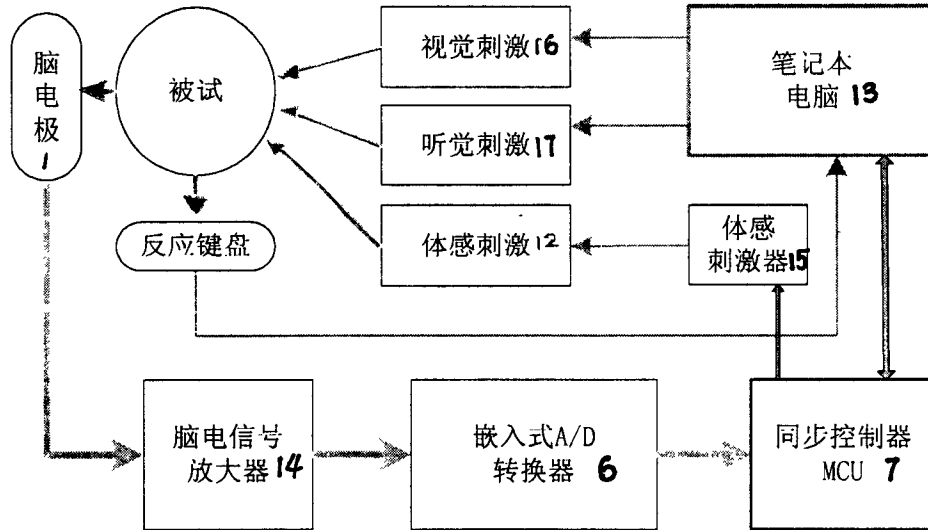 脑
电
极
1
被试
视觉刺激16
听觉刺激17
体感刺激12
笔记本
电脑 13
反应键盘
体感
刺激器15
脑电信号
放大器14
嵌入式A/D
转换器 6
同步控制器
MCU 7